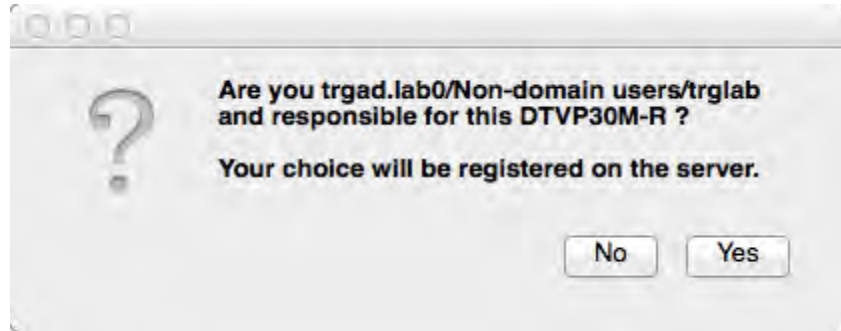 Are you trgad.lab0/Non-domain users/trglab
and responsible for this DTVP30M-R ?
Your choice will be registered on the server.
No
Yes